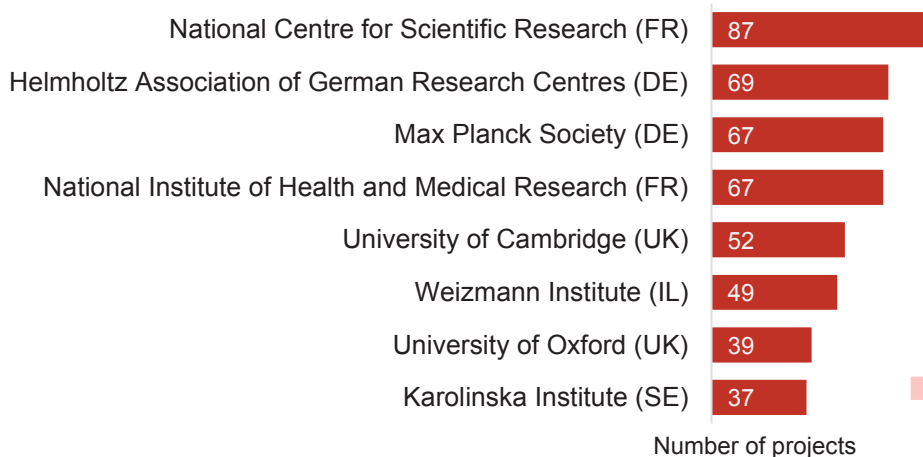 National Centre for Scientific Research (FR) 87
Helmholtz Association of German Research Centres (DE) 69
Max Planck Society (DE) 67
National Institute of Health and Medical Research (FR) 67
University of Cambridge (UK) 52
Weizmann Institute (IL) 49
University of Oxford (UK) 39
Karolinska Institute (SE) 37
Number of projects